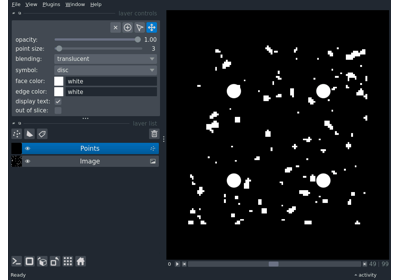 File View Plugins Window Help
layer controls
opacity: 1.00
point size: 3
blending: translucent
symbol: disc
face color: white
edge color: white
display text:
out of slice:
layer list
Points
Image
Ready
49 99
activity